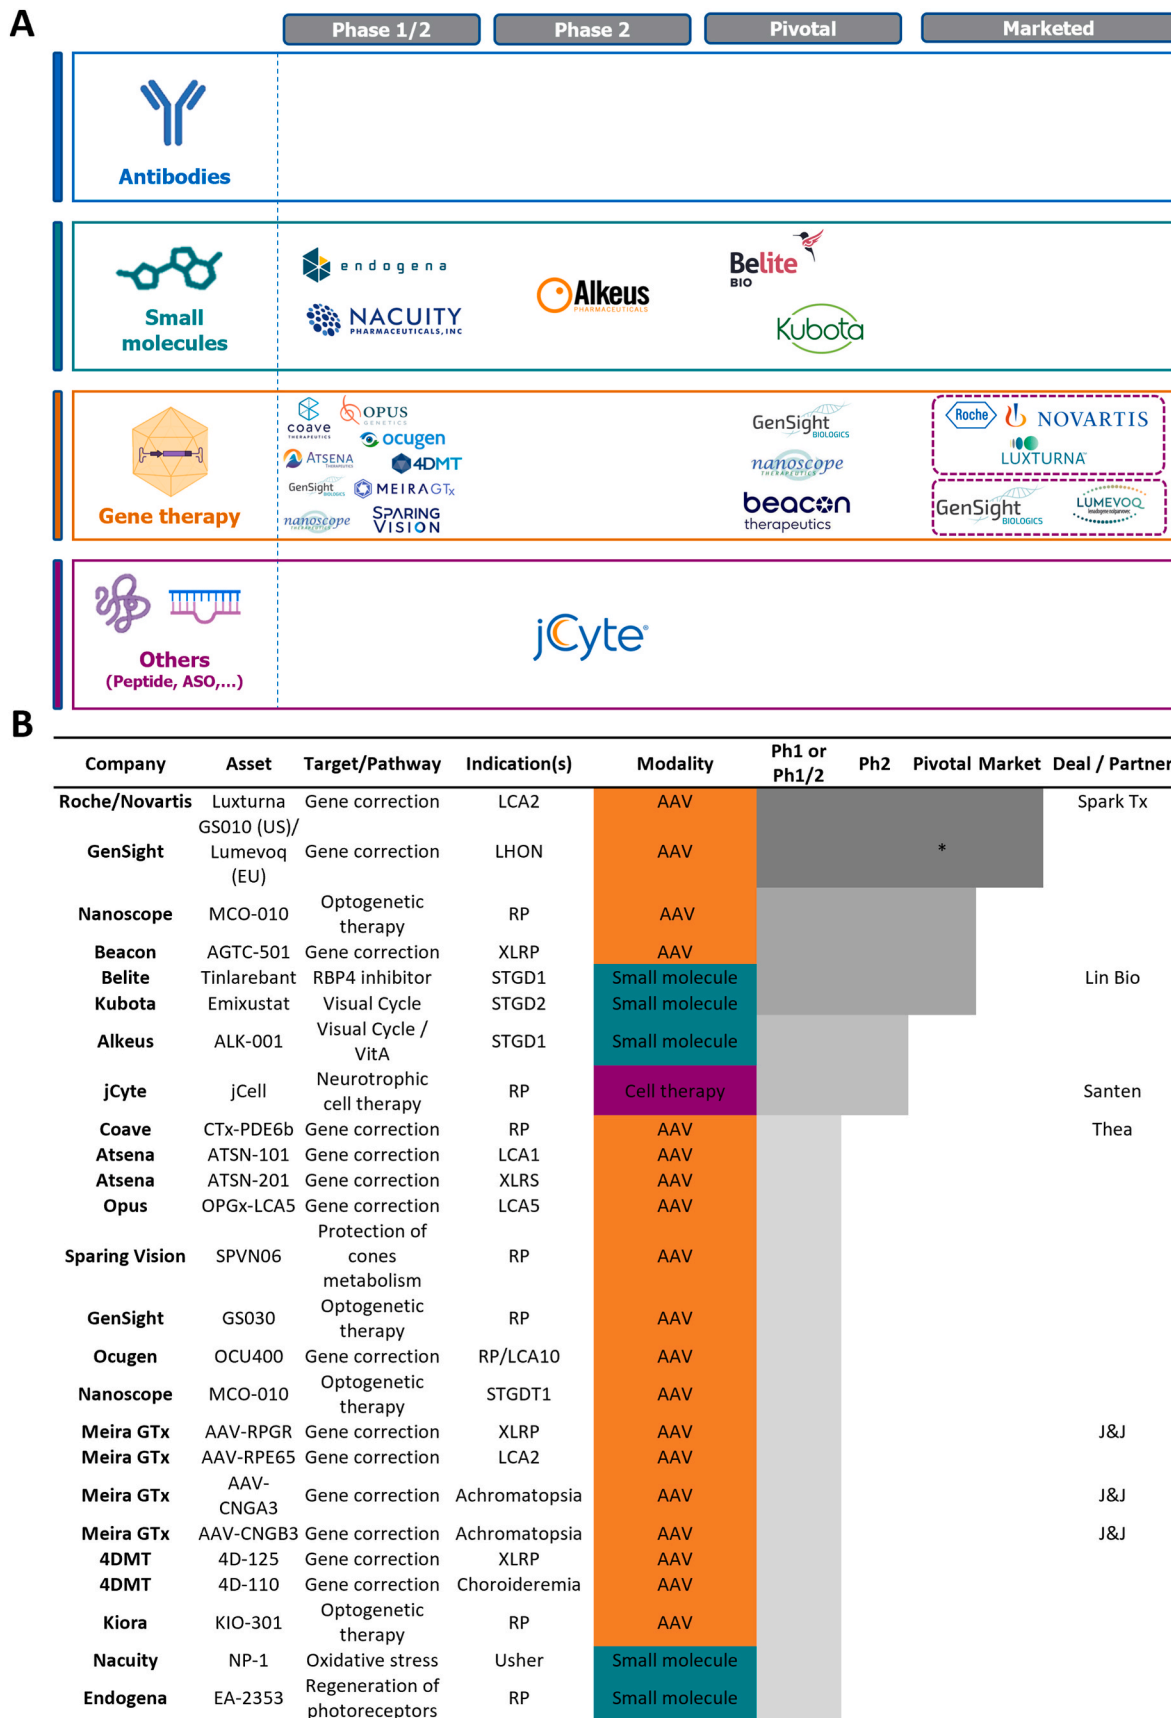 A
Phase 1/2 Phase 2 Pivotal Marketed
Antibodies
Small
molecules
endogena
NACUITY
PHARMACEUTICALS, INC
Alkeus
PHARMACEUTICALS
Belite
BIO
Kubota
Gene therapy
coave
THERAPEUTICS
OPUS
GENETICS
ocugen
ATSENA
THERAPEUTICS
4DMT
GenSight
BIOLOGICS
MEIRAGTx
nanoscope
THERAPEUTICS
SPARING
VISION
GenSight
BIOLOGICS
nanoscope
THERAPEUTICS
beacon
therapeutics
Roche
NOVARTIS
LUXTURNA
GenSight
BIOLOGICS
LUMEVOQ
Others
(Peptide, ASO,...)
jCyte®
B
Company Asset Target/Pathway Indication(s) Modality Ph1 or Ph1/2 Ph2 Pivotal Market Deal / Partner
Roche/Novartis Luxturna Gene correction LCA2 AAV Spark Tx
GenSight GS010 (US)/ Lumevoq (EU) Gene correction LHON AAV *
Nanoscope MCO-010 Optogenetic therapy RP AAV
Beacon AGTC-501 Gene correction XLRP AAV
Belite Tinlarebant RBP4 inhibitor STGD1 Small molecule Lin Bio
Kubota Emixustat Visual Cycle STGD2 Small molecule
Alkeus ALK-001 Visual Cycle / VitA STGD1 Small molecule
jCyte jCell Neurotrophic cell therapy RP Cell therapy Santen
Coave CTx-PDE6b Gene correction RP AAV Thea
Atsena ATSN-101 Gene correction LCA1 AAV
Atsena ATSN-201 Gene correction XLRS AAV
Opus OPGx-LCA5 Gene correction LCA5 AAV
Sparing Vision SPVN06 Protection of cones metabolism RP AAV
GenSight GS030 Optogenetic therapy RP AAV
Ocugen OCU400 Gene correction RP/LCA10 AAV
Nanoscope MCO-010 Optogenetic therapy STGDT1 AAV
Meira GTx AAV-RPGR Gene correction XLRP AAV J&J
Meira GTx AAV-RPE65 Gene correction LCA2 AAV
Meira GTx AAV-CNGA3 Gene correction Achromatopsia AAV J&J
Meira GTx AAV-CNGB3 Gene correction Achromatopsia AAV J&J
4DMT 4D-125 Gene correction XLRP AAV
4DMT 4D-110 Gene correction Choroideremia AAV
Kiora KIO-301 Optogenetic therapy RP AAV
Nacuity NP-1 Oxidative stress Usher Small molecule
Endogena EA-2353 Regeneration of photoreceptors RP Small molecule